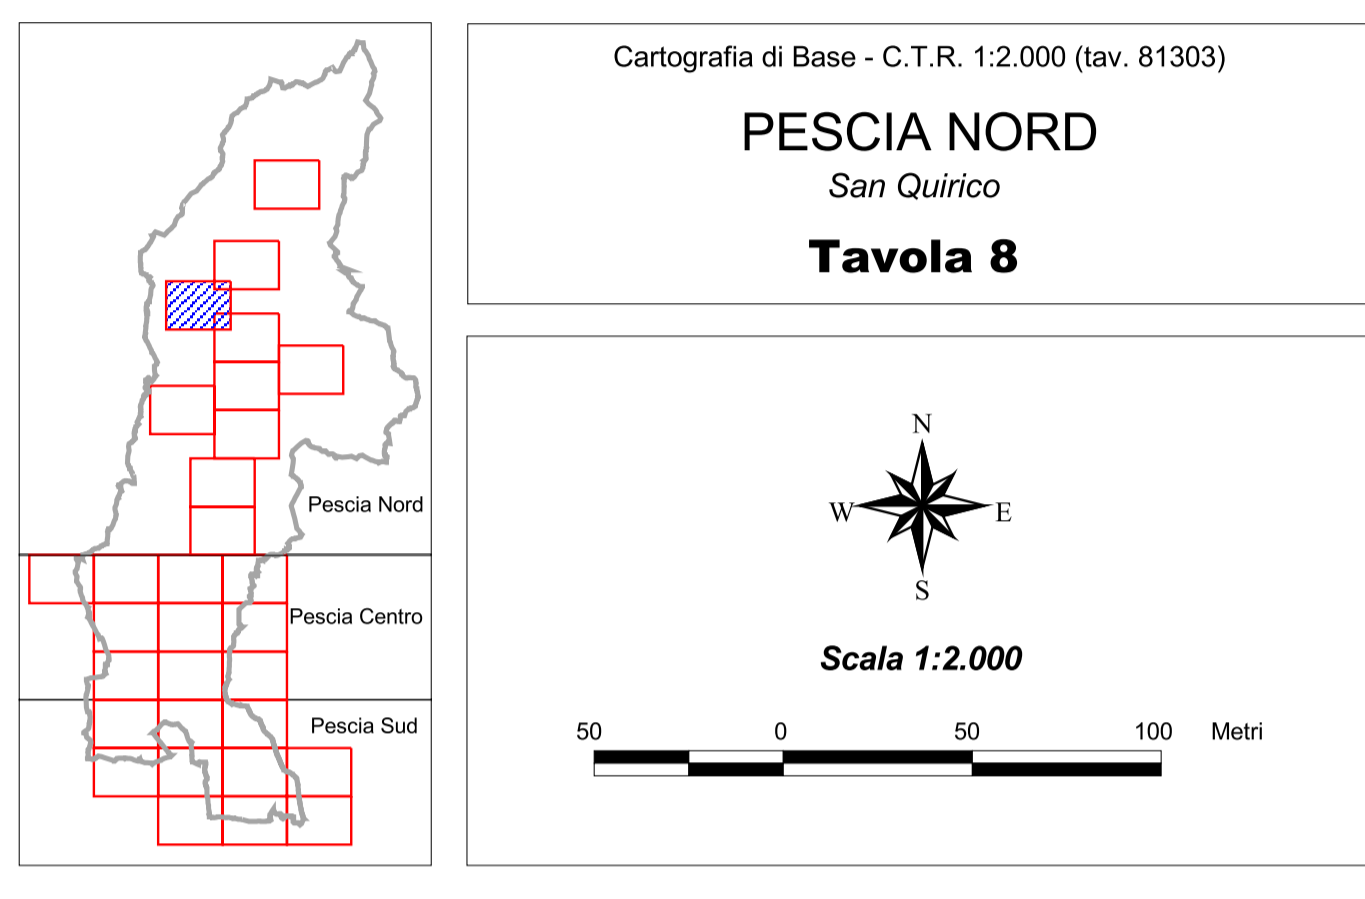 Pescia Nord
Pescia Centro
Pescia Sud
Cartografia di Base - C.T.R. 1:2.000 (tav. 81303)
PESCIA NORD
San Quirico
Tavola 8
N
W E
S
Scala 1:2.000
50 0 50 100 Metri